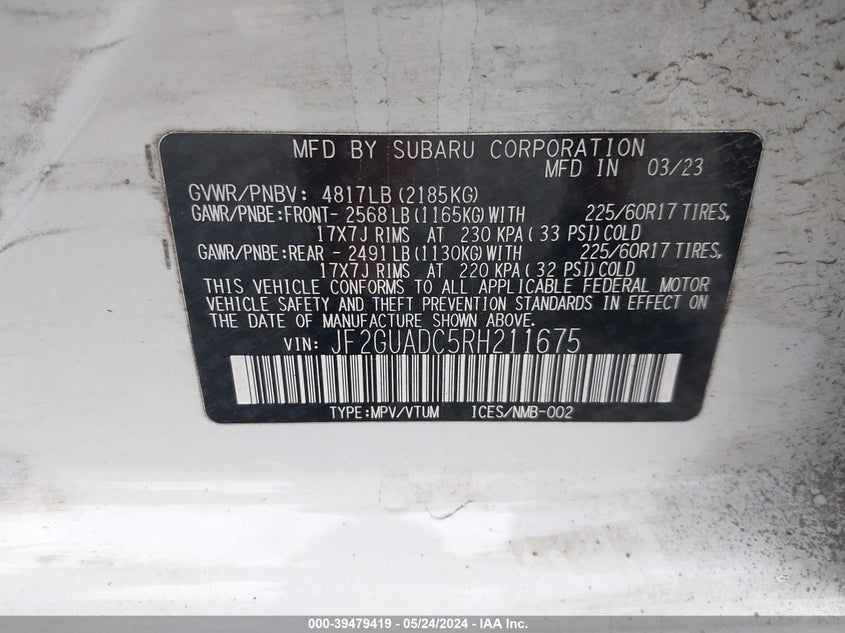 MFD BY SUBARU CORPORATION
MFD IN 03/23
GVWR/PNBV: 4817LB (2185KG)
GAWR/PNBE:FRONT- 2568LB (1165KG) WITH 225/60R17 TIRES,
17X7J RIMS AT 230 KPA ( 33 PSI) COLD
GAWR/PNBE:REAR - 2491LB (1130KG) WITH 225/60R17 TIRES,
17X7J RIMS AT 220 KPA ( 32 PSI) COLD
THIS VEHICLE CONFORMS TO ALL APPLICABLE FEDERAL MOTOR
VEHICLE SAFETY AND THEFT PREVENTION STANDARDS IN EFFECT ON
THE DATE OF MANUFACTURE SHOWN ABOVE.
VIN: JF2GUADC5RH211675
TYPE:MPV/VTUM ICES/NMB-002
000-39479419 - 05/24/2024 - IAA Inc.